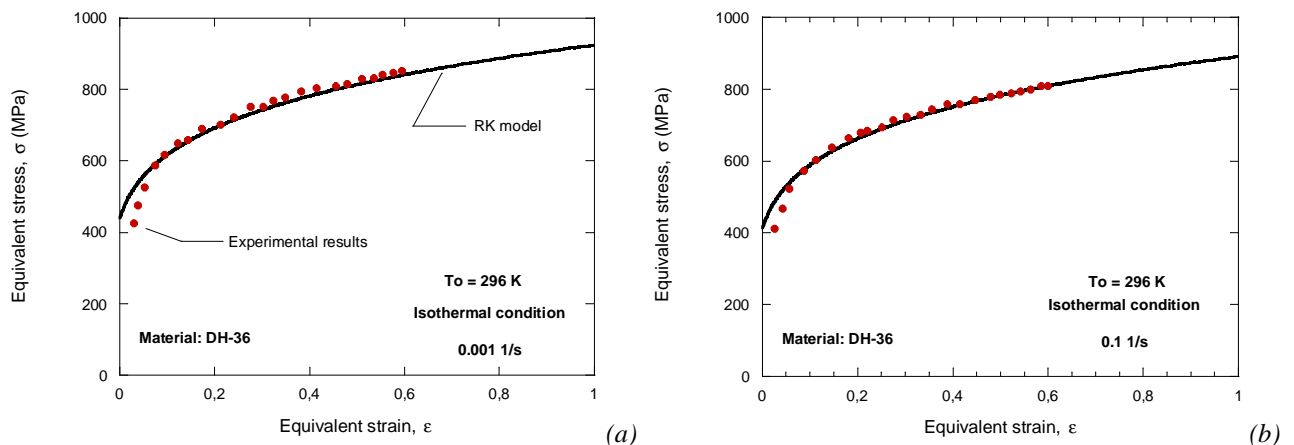 1000
800
600
400
200
0
Equivalent stress, σ (MPa)
RK model
Experimental results
To = 296 K
Isothermal condition
Material: DH-36
0.001 1/s
0
0,2
0,4
0,6
0,8
1
Equivalent strain, ε
(a)
1000
800
600
400
200
0
Equivalent stress, σ (MPa)
To = 296 K
Isothermal condition
Material: DH-36
0.1 1/s
0
0,2
0,4
0,6
0,8
1
Equivalent strain, ε
(b)